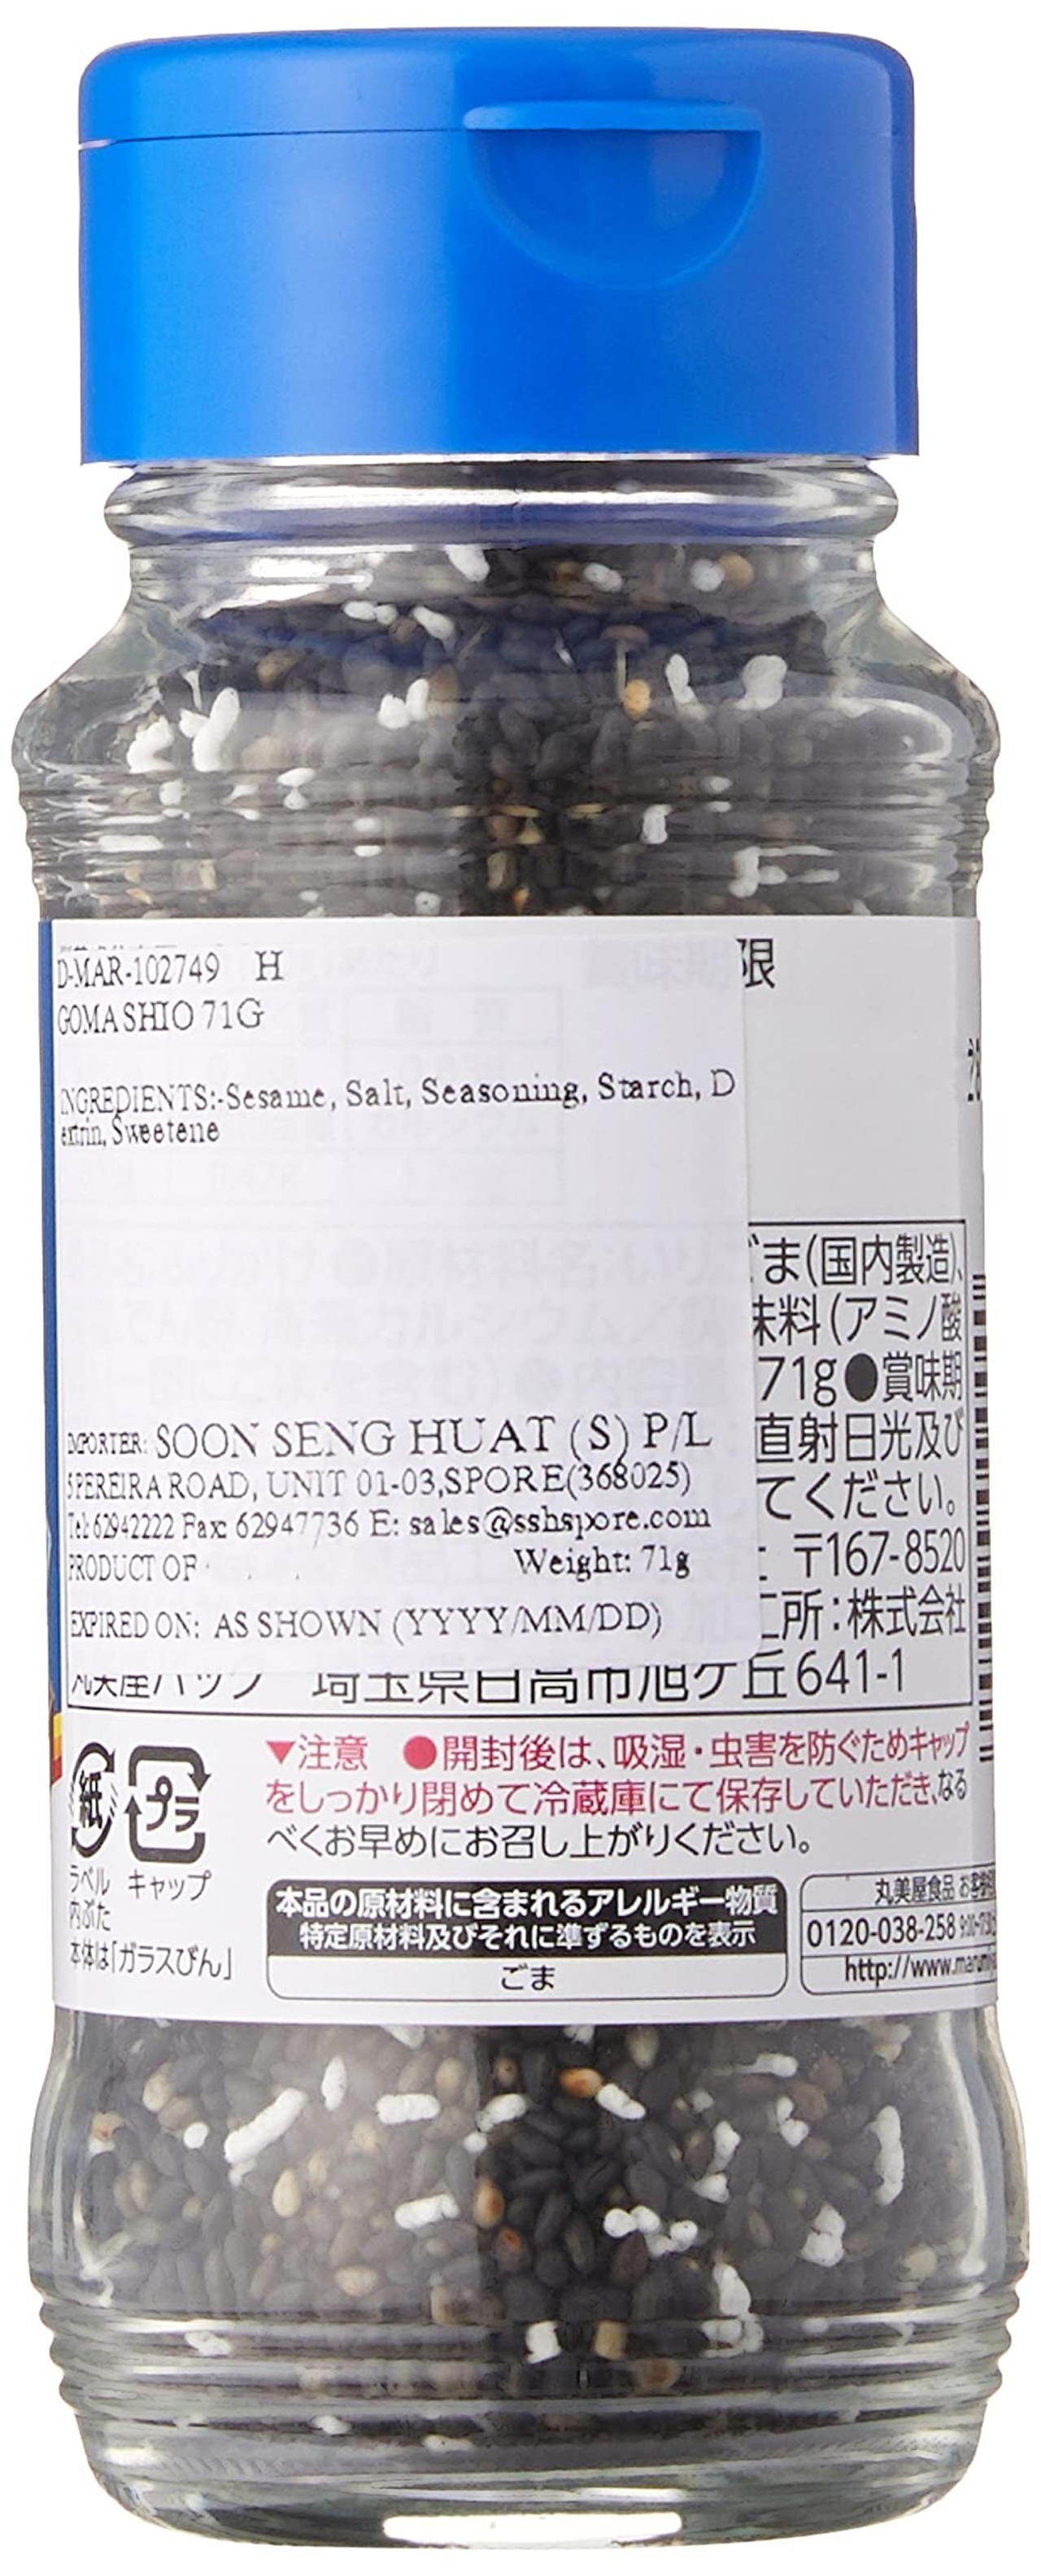 D-MAR-102749 H
限
GOMA SHIO 71G
INGREDIENTS:-Sesame, Salt, Seasoning, Starch, D
extrin, Sweetene
ごま(国内製造)、
味料(アミノ酸
71g●賞味期
直射日光及び
てください。
〒167-8520
工所:株式会社
IMPORTER: SOON SENG HUAT (S) P/L
5 PEREIRA ROAD, UNIT 01-03,SPORE(368025)
Tel: 62942222 Fax: 62947736 E: sales@sshspore.com
PRODUCT OF Weight: 71g
EXPIRED ON: AS SHOWN (YYYY/MM/DD)
丸美屋パック 埼玉県日高市旭ケ丘641-1
▼注意 ●開封後は、吸湿・虫害を防ぐためキャップ
をしっかり閉めて冷蔵庫にて保存していただき、なる
べくお早めにお召し上がりください。
紙 プラ
ラベル キャップ
内ぶた
本体は「ガラスびん」
本品の原材料に含まれるアレルギー物質
特定原材料及びそれに準ずるものを表示
ごま
丸美屋食品 お客様
0120-038-258
http://www.marumiya